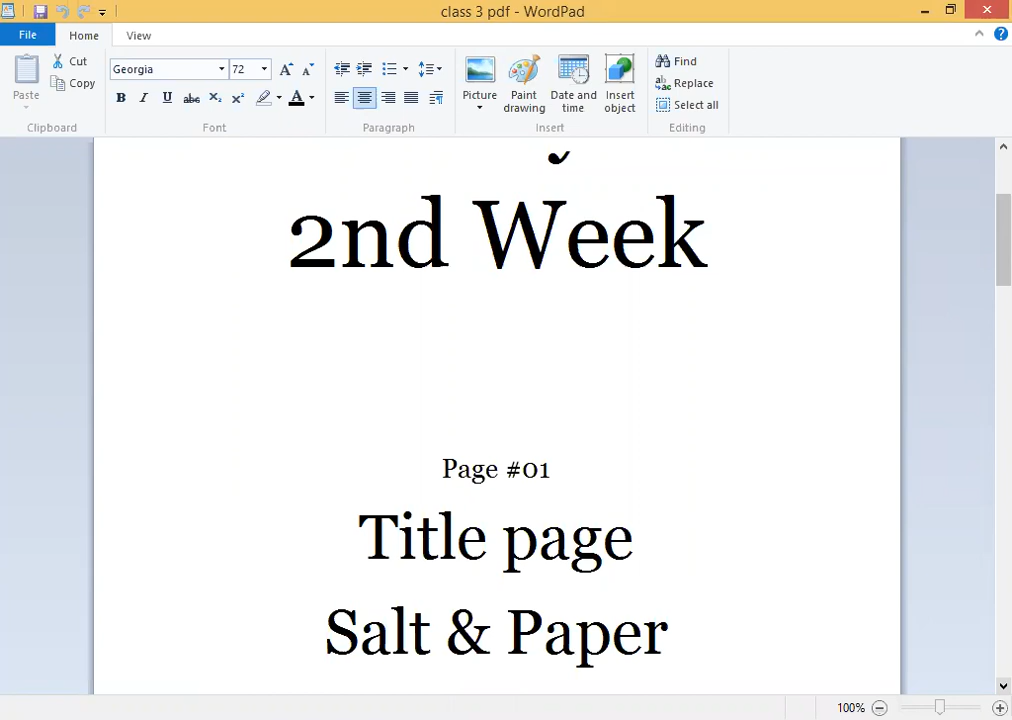 class 3 pdf - WordPad
File
Home
View
Paste
Cut
Copy
Clipboard
Georgia
72
Font
Paragraph
Picture
Paint drawing
Date and time
Insert object
Insert
Find
Replace
Select all
Editing
2nd Week
Page #01
Title page
Salt & Paper
100%